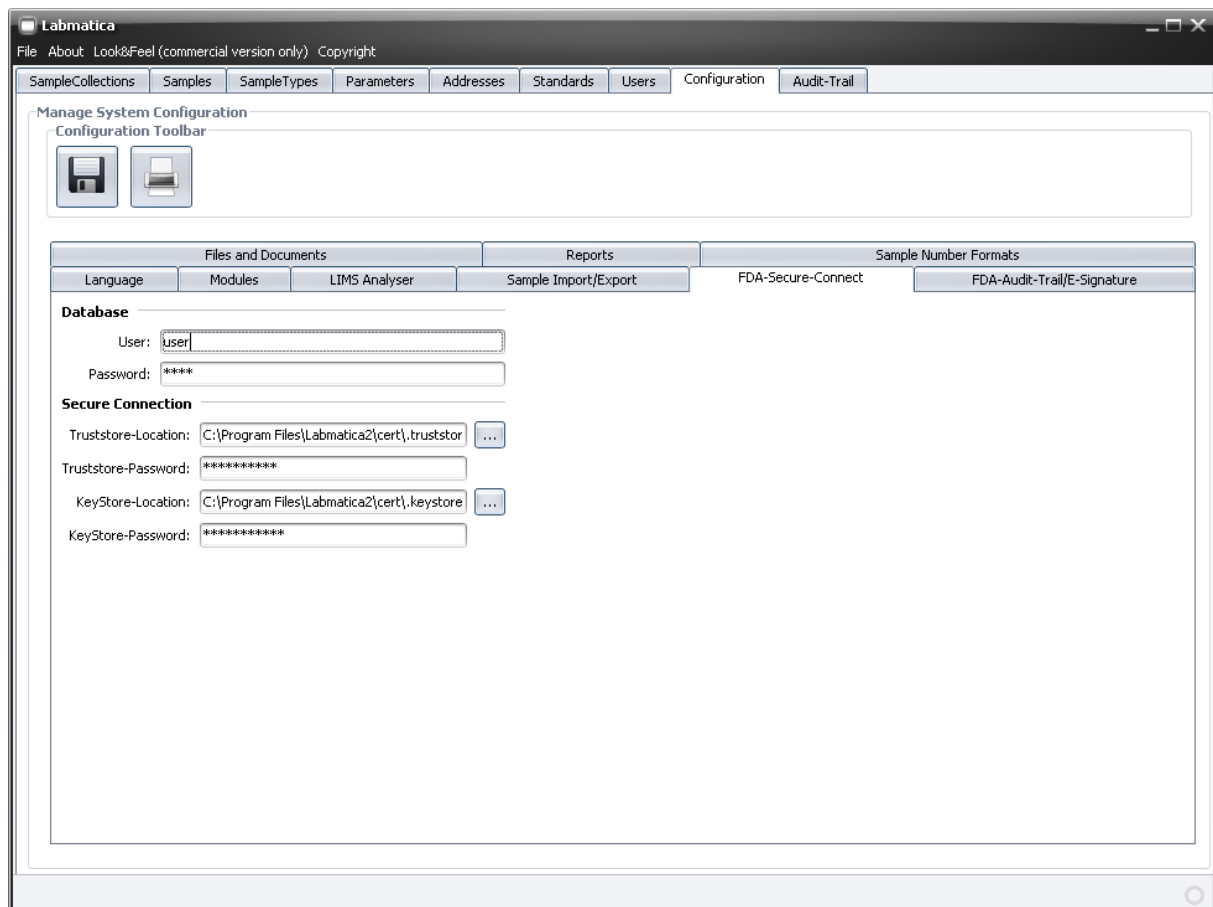 Labmatica
File About Look&Feel (commercial version only) Copyright
SampleCollections Samples SampleTypes Parameters Addresses Standards Users Configuration Audit-Trail
Manage System Configuration
Configuration Toolbar
Files and Documents Reports Sample Number Formats
Language Modules LIMS Analyser Sample Import/Export FDA-Secure-Connect FDA-Audit-Trail/E-Signature
Database
User: user
Password: ****
Secure Connection
Truststore-Location: C:\Program Files\Labmatica2\cert\.truststor ...
Truststore-Password: **********
KeyStore-Location: C:\Program Files\Labmatica2\cert\.keystore ...
KeyStore-Password: ***********